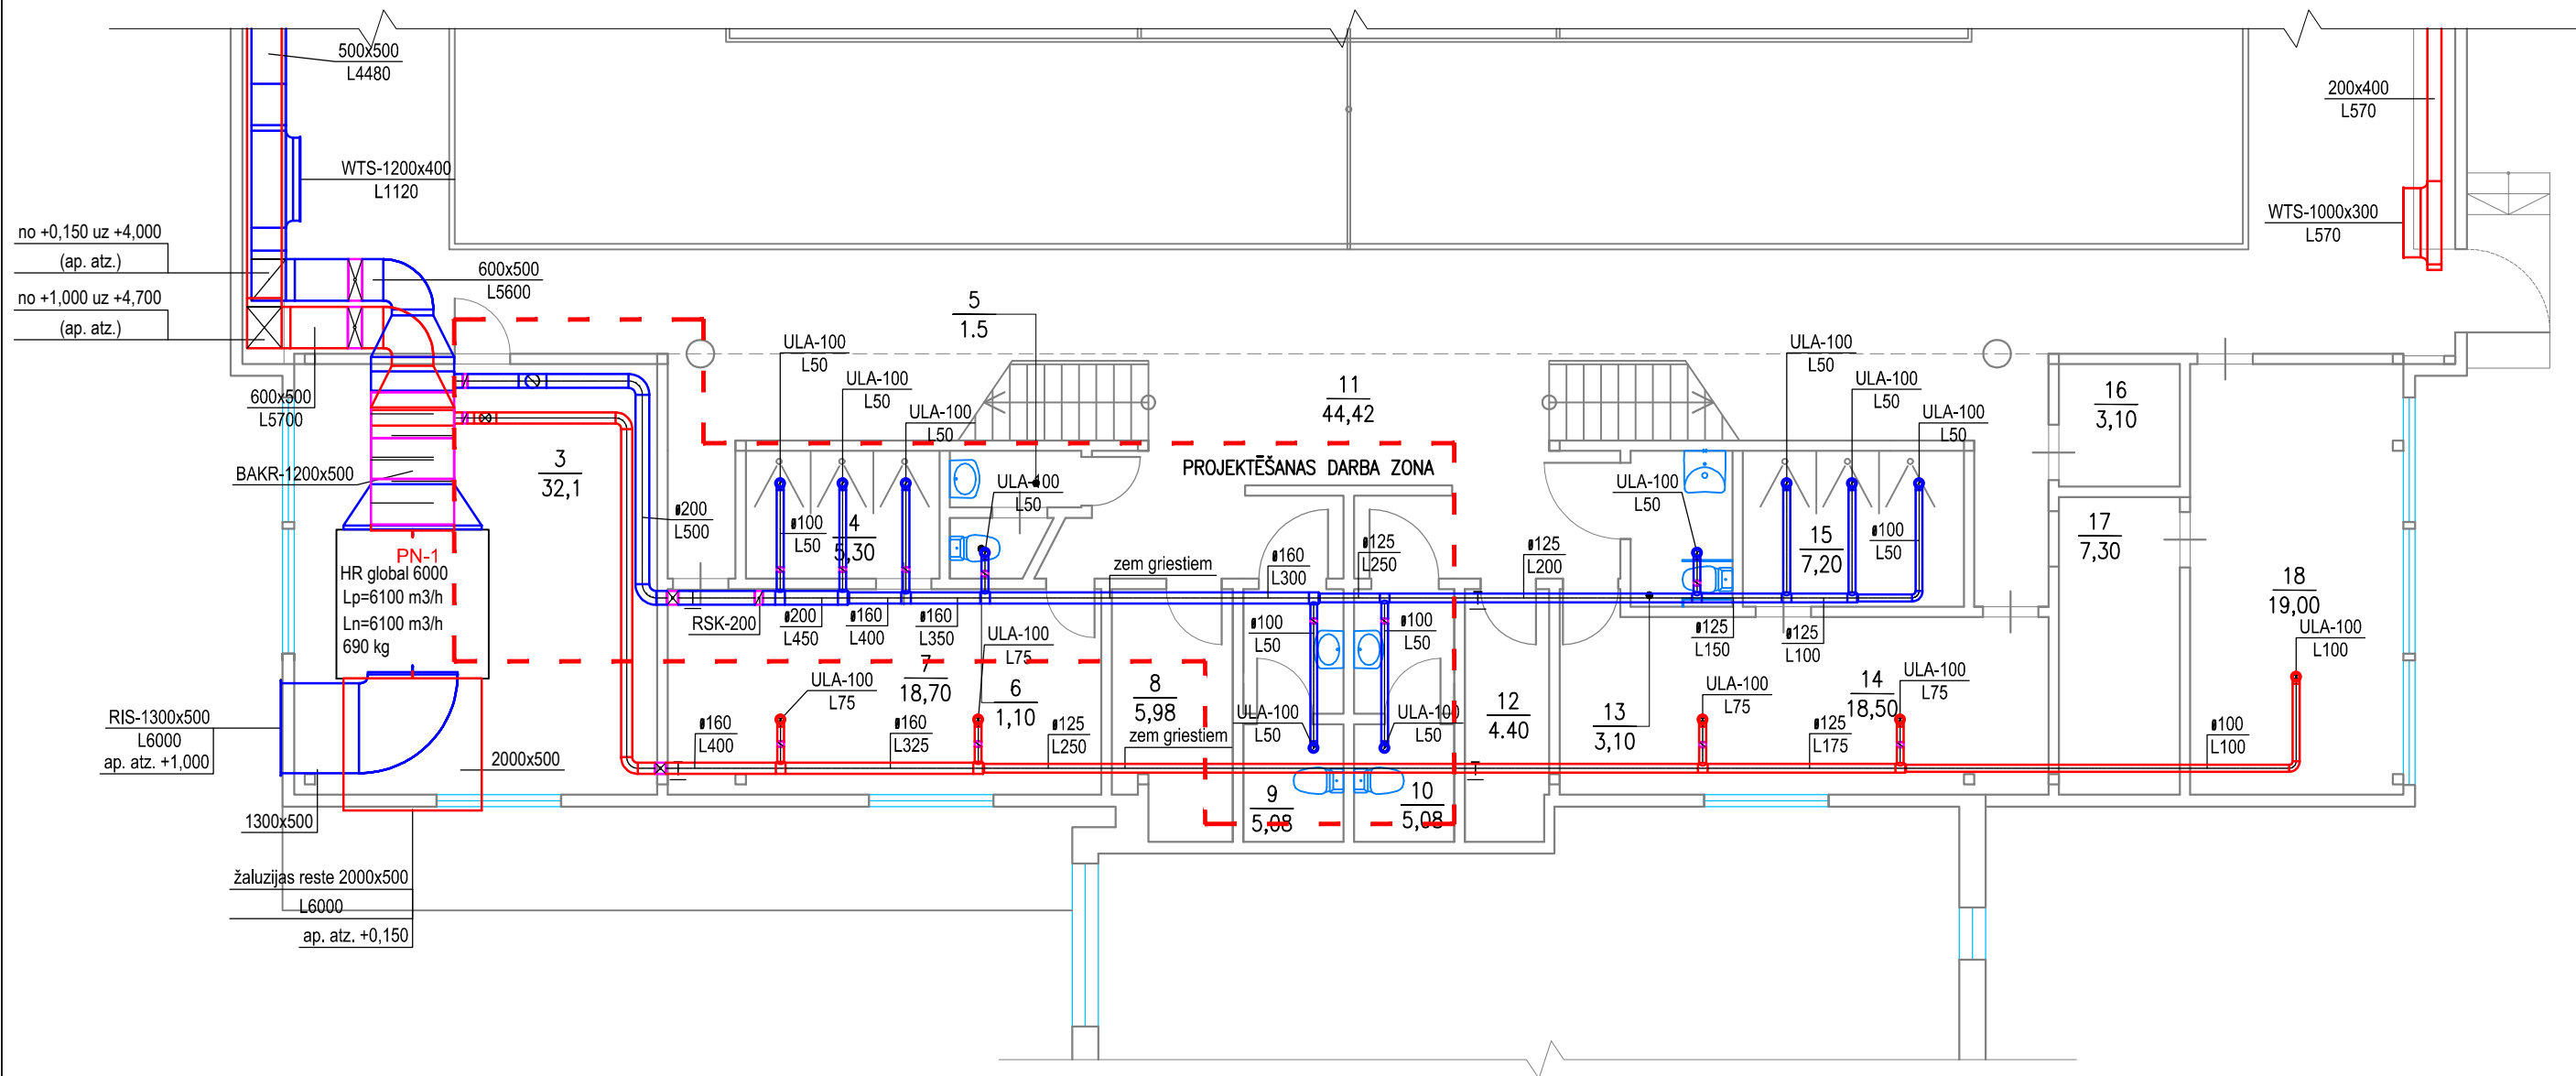 500x500
L4480
WTS-1200x400
L1120
no +0,150 uz +4,000
(ap. atz.)
no +1,000 uz +4,700
(ap. atz.)
600x500
L5600
600x500
L5700
BAKR-1200x500
PN-1
HR global 6000
Lp=6100 m3/h
Ln=6100 m3/h
690 kg
RIS-1300x500
L6000
ap. atz. +1,000
1300x500
2000x500
žaluzijas reste 2000x500
L6000
ap. atz. +0,150
3
32,1
ø200
L500
ULA-100
L50
ULA-100
L50
ULA-100
L50
ø100
L50
4
5,30
5
1.5
ULA-100
L50
RSK-200
ø200
L450
ø160
L400
ø160
L350
zem griestiem
ø160
L300
ø125
L250
ø125
L200
11
44,42
PROJEKTĒŠANAS DARBA ZONA
ULA-100
L75
ULA-100
L75
7
18,70
6
1,10
ø160
L400
ø160
L325
ø125
L250
8
5,98
zem griestiem
ø100
L50
ø100
L50
ULA-100
L50
ULA-100
L50
9
5,08
10
5,08
12
4.40
13
3,10
ULA-100
L50
ULA-100
L50
ULA-100
L50
ULA-100
L50
15
7,20
ø100
L50
ø125
L150
ø125
L100
ULA-100
L75
14
18,50
ULA-100
L75
ø125
L175
16
3,10
17
7,30
18
19,00
ULA-100
L100
ø100
L100
200x400
L570
WTS-1000x300
L570